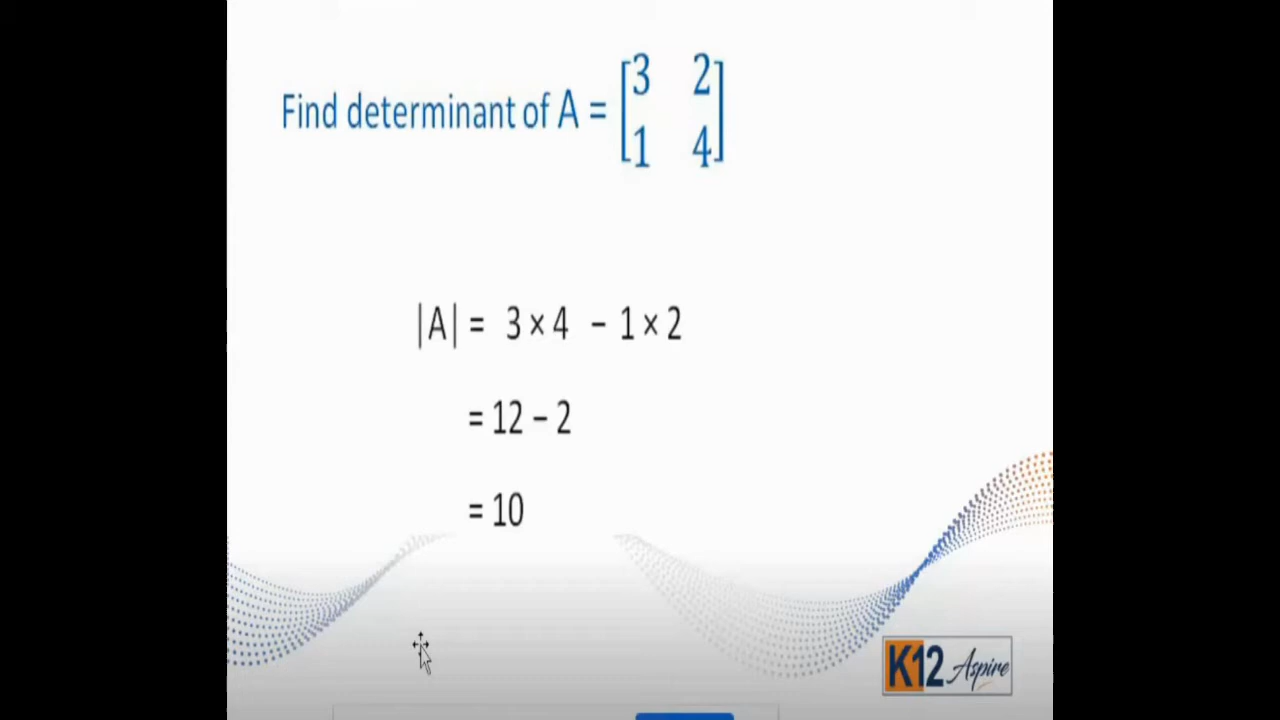 Find determinant of A = [3 2
1 4]
|A| = 3 × 4 − 1 × 2
= 12 − 2
= 10
K12 Aspire